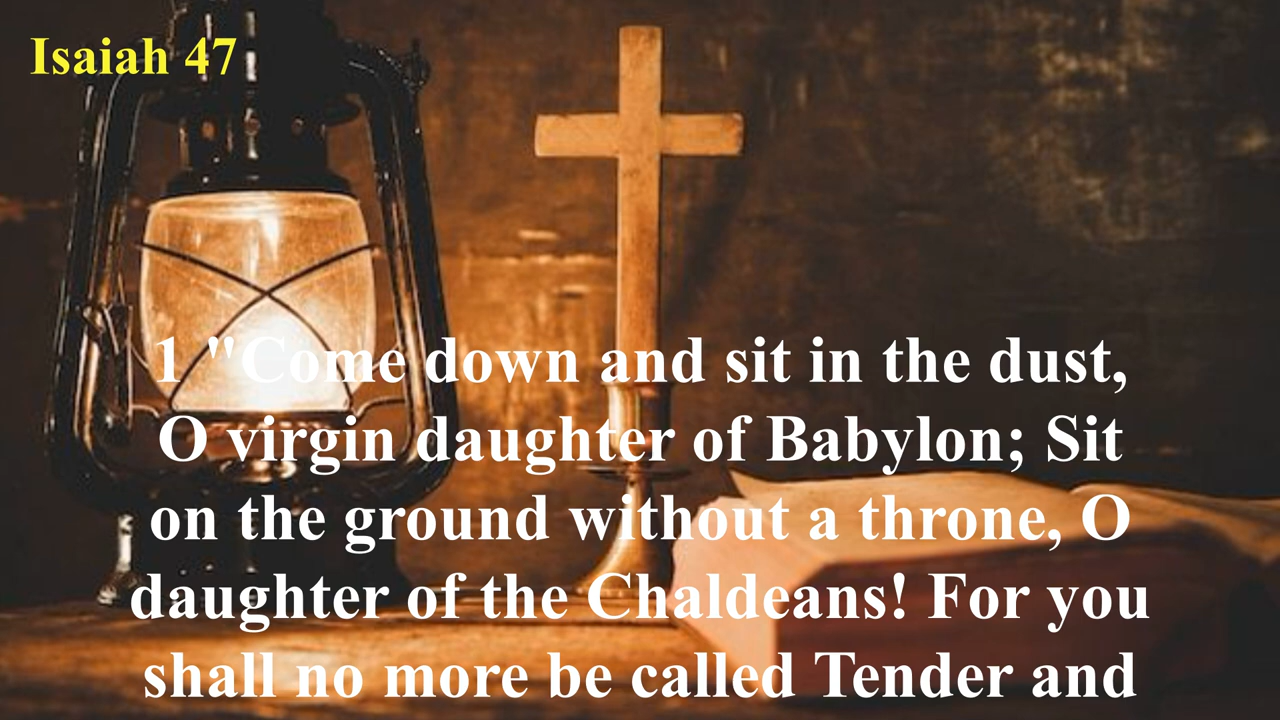 Isaiah 47
1 "Come down and sit in the dust,
O virgin daughter of Babylon; Sit
on the ground without a throne, O
daughter of the Chaldeans! For you
shall no more be called Tender and